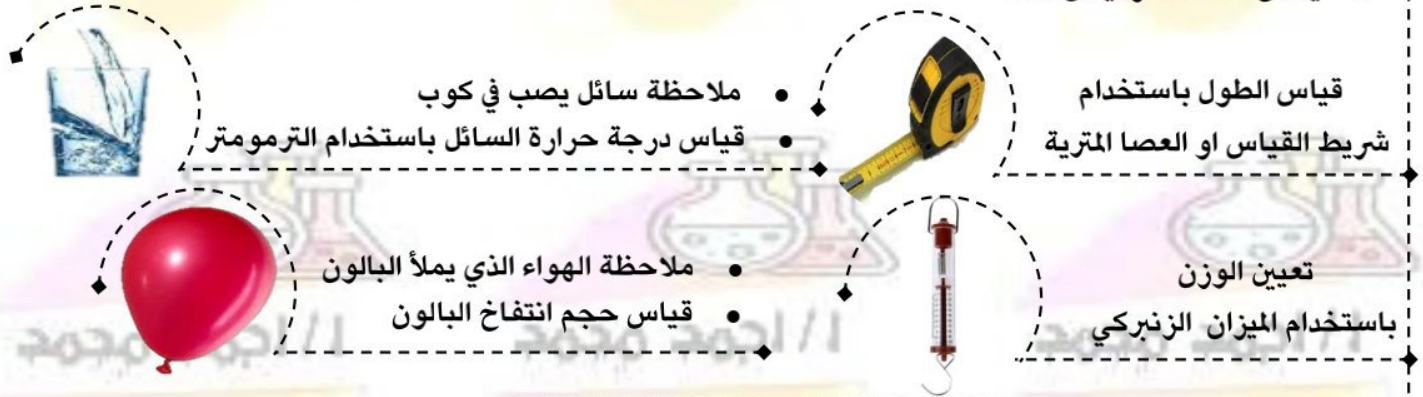 قياس الطول باستخدام
شريط القياس او العصا المترية
• ملاحظة سائل يصب في كوب
• قياس درجة حرارة السائل باستخدام الترمومتر
تعيين الوزن
باستخدام الميزان الزنبركي
• ملاحظة الهواء الذي يملأ البالون
• قياس حجم انتفاخ البالون